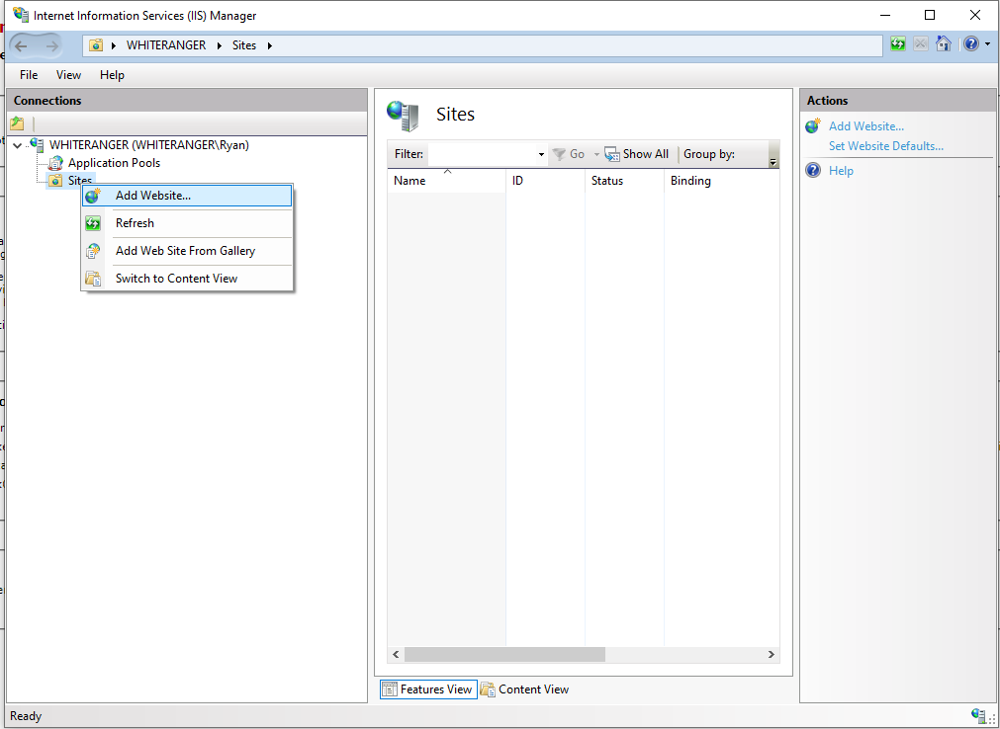 Internet Information Services (IIS) Manager
WHITERANGER Sites
File View Help
Connections
WHITERANGER (WHITERANGER\Ryan)
Application Pools
Sites
Add Website...
Refresh
Add Web Site From Gallery
Switch to Content View
Sites
Filter: Go Show All Group by:
Name ID Status Binding
Features View Content View
Actions
Add Website...
Set Website Defaults...
Help
Ready